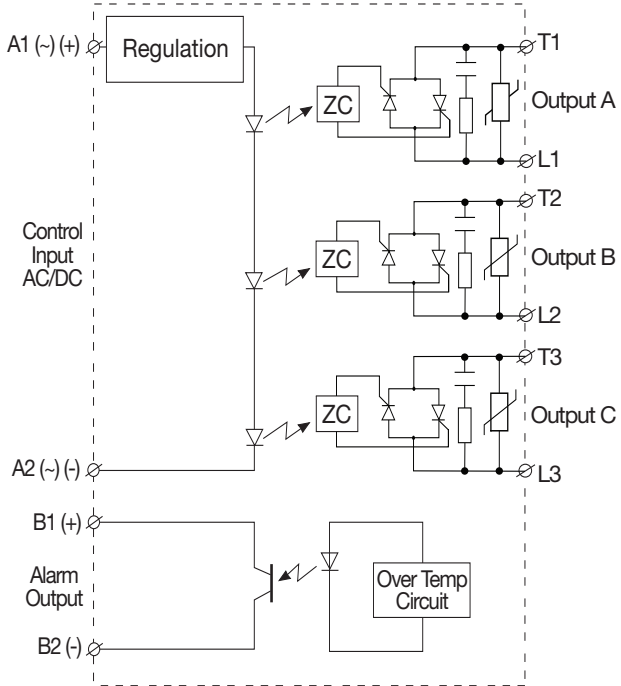 A1 (~) (+)
Regulation
T1
ZC
Output A
L1
T2
Control
Input
AC/DC
ZC
Output B
L2
T3
ZC
Output C
A2 (~) (-)
L3
B1 (+)
Alarm
Output
Over Temp
Circuit
B2 (-)